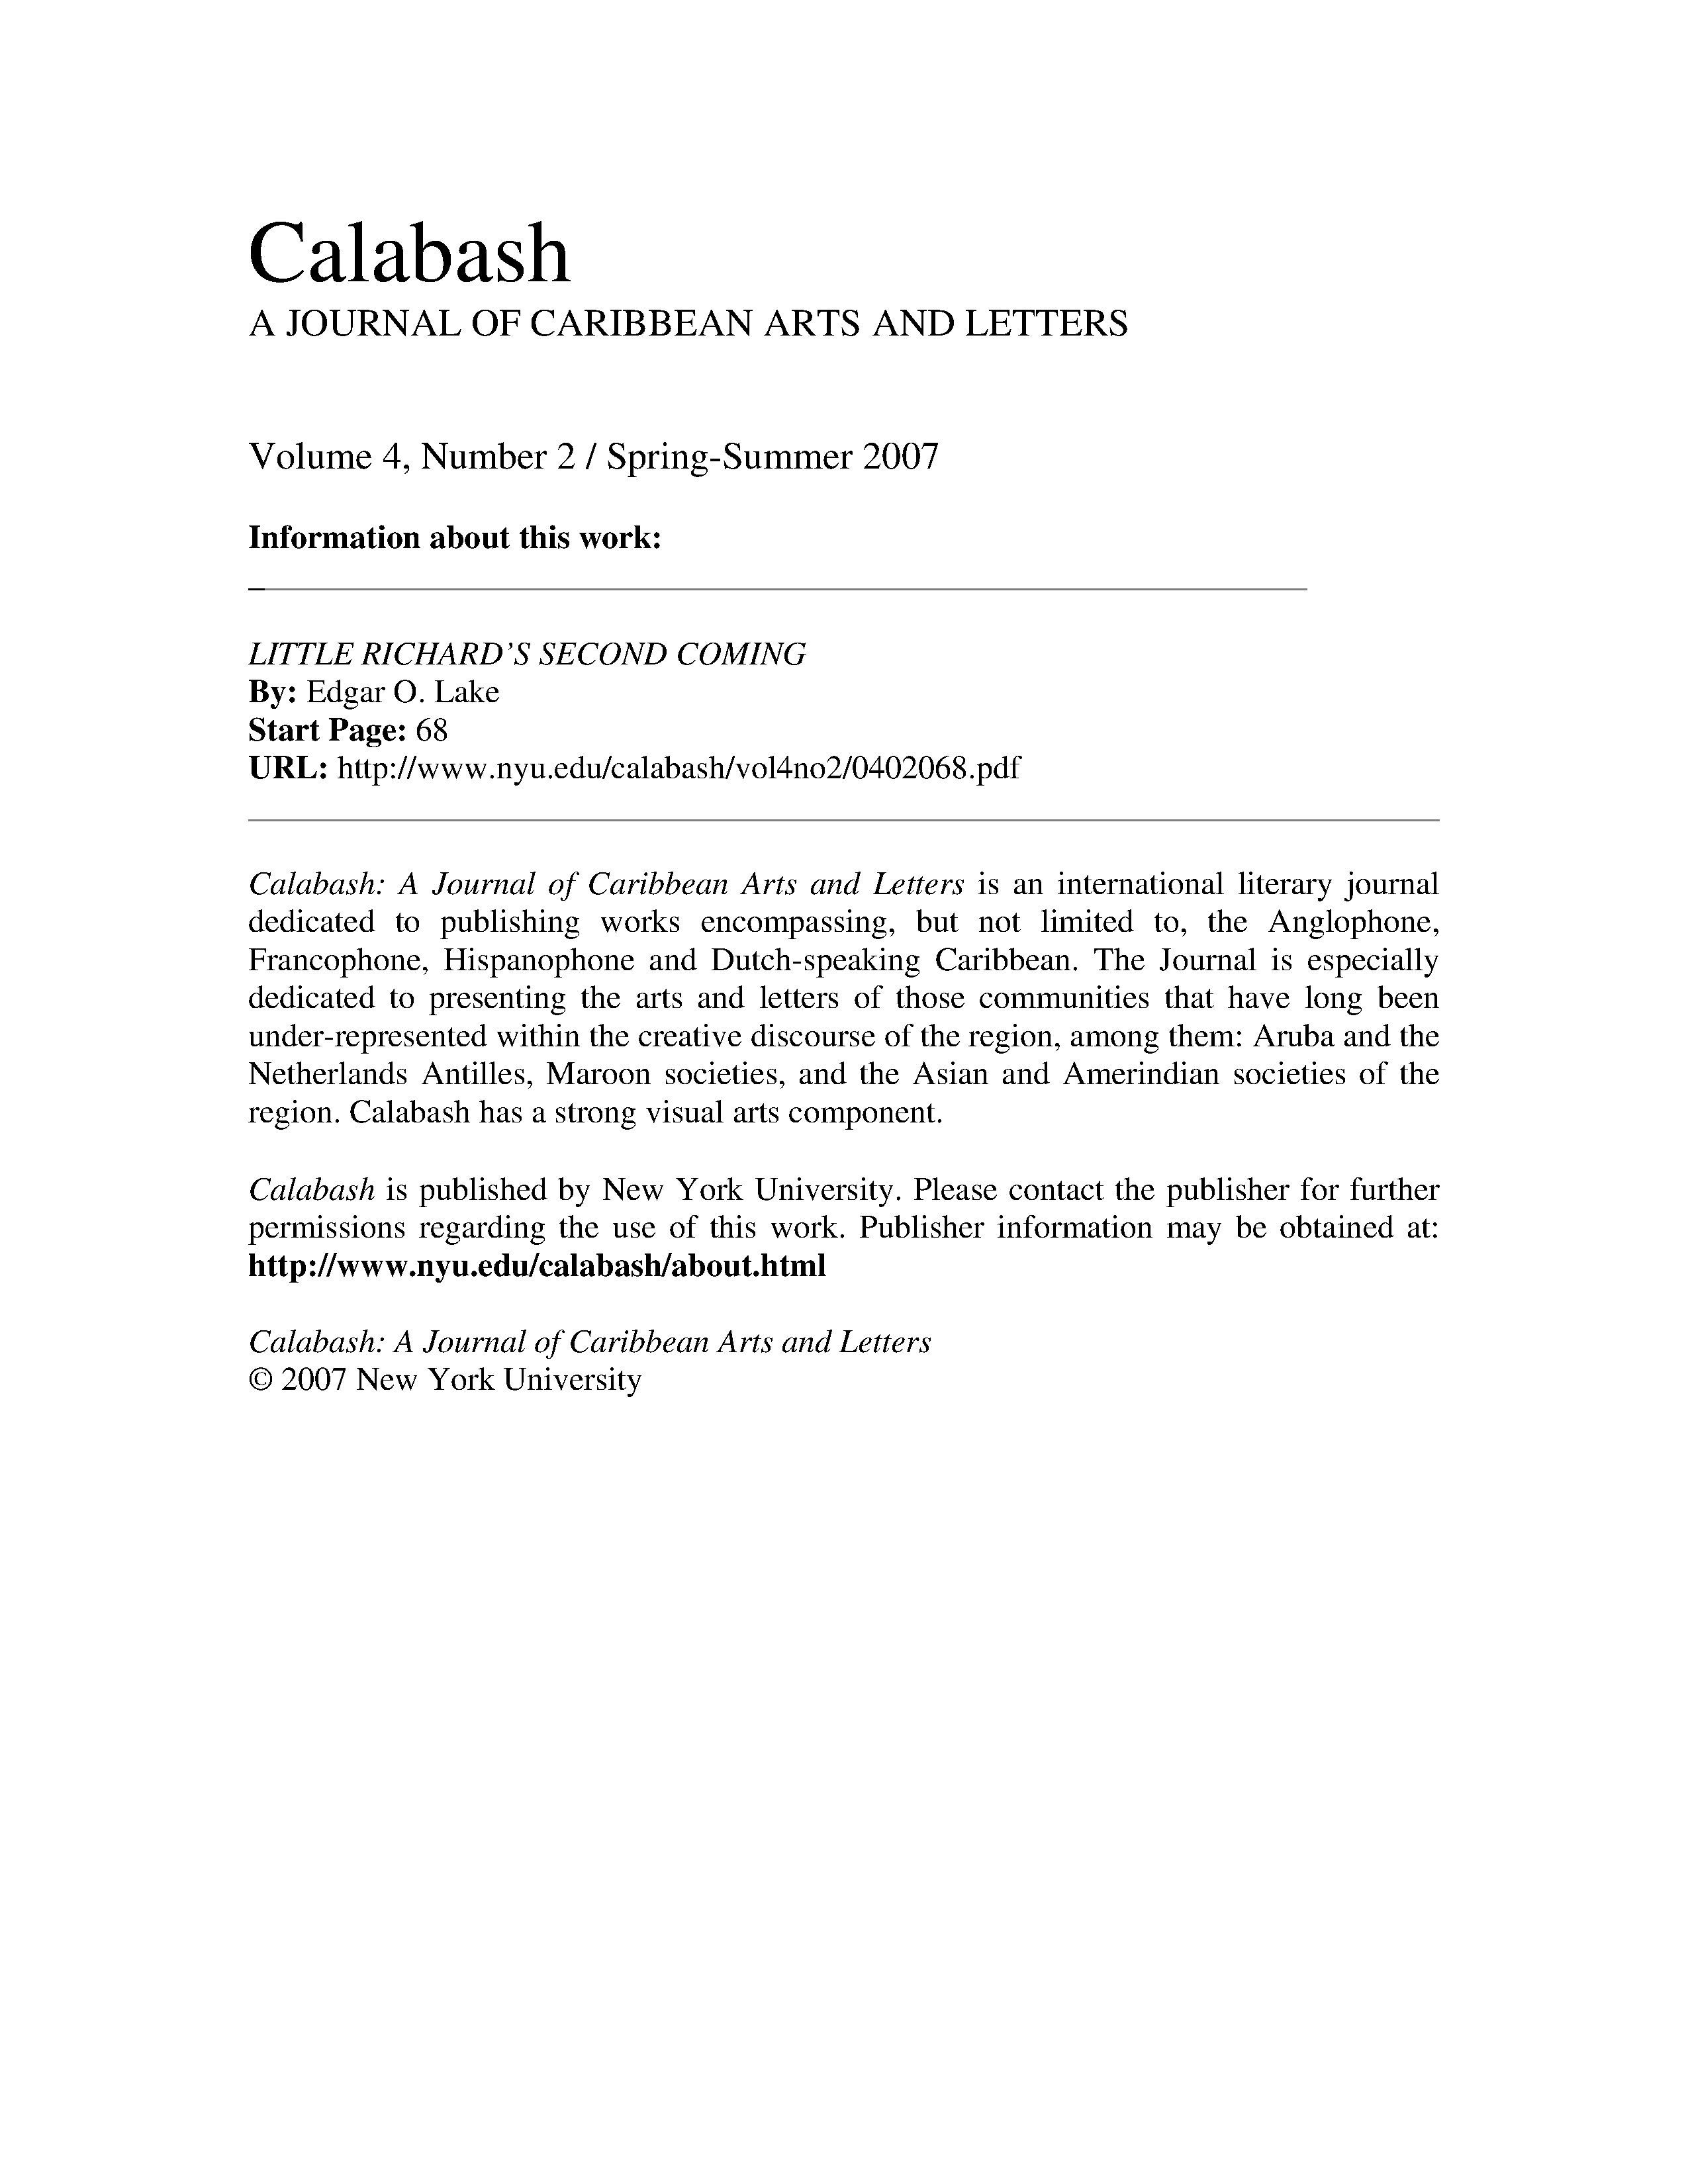 Calabash
A JOURNAL OF CARIBBEAN ARTS AND LETTERS
Volume 4, Number 2 / Spring-Summer 2007
Information about this work:
LITTLE RICHARD’S SECOND COMING
By: Edgar O. Lake
Start Page: 68
URL: http://www.nyu.edu/calabash/vol4no2/0402068.pdf
Calabash: A Journal of Caribbean Arts and Letters is an international literary journal
dedicated to publishing works encompassing, but not limited to, the Anglophone,
Francophone, Hispanophone and Dutch-speaking Caribbean. The Journal is especially
dedicated to presenting the arts and letters of those communities that have long been
under-represented within the creative discourse of the region, among them: Aruba and the
Netherlands Antilles, Maroon societies, and the Asian and Amerindian societies of the
region. Calabash has a strong visual arts component.
Calabash is published by New York University. Please contact the publisher for further
permissions regarding the use of this work. Publisher information may be obtained at:
http://www.nyu.edu/calabash/about.html
Calabash: A Journal of Caribbean Arts and Letters
© 2007 New York University